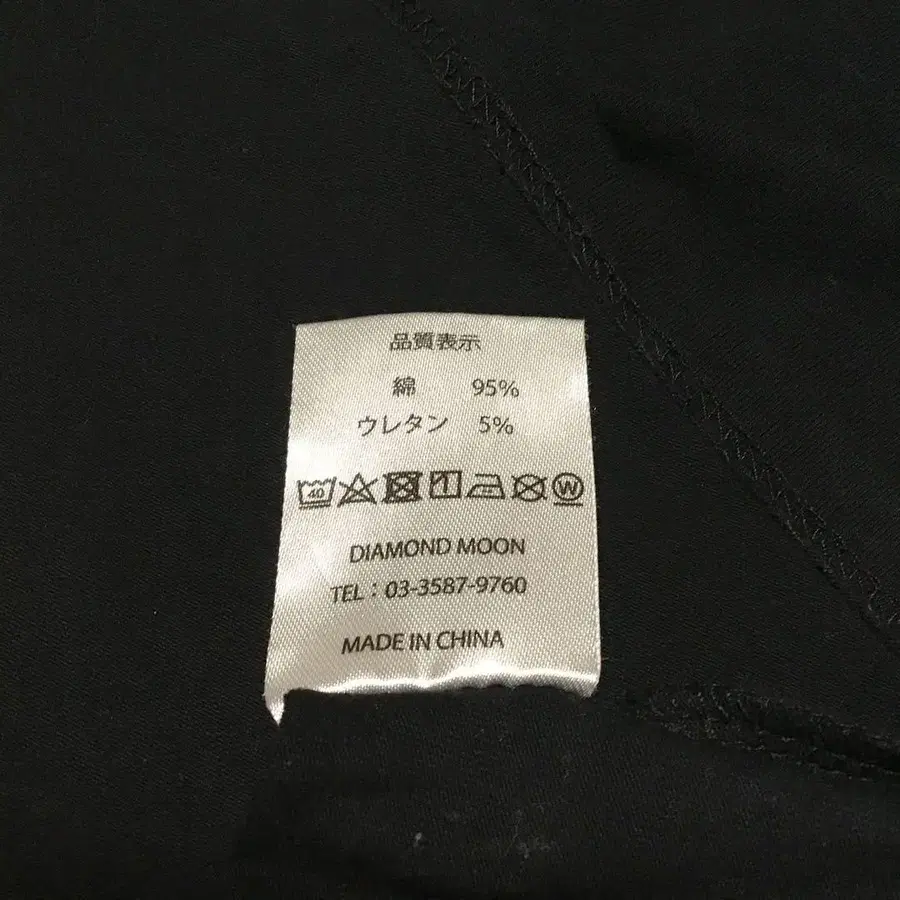 品質表示
綿 95%
ウレタン 5%
40 W
DIAMOND MOON
TEL：03-3587-9760
MADE IN CHINA